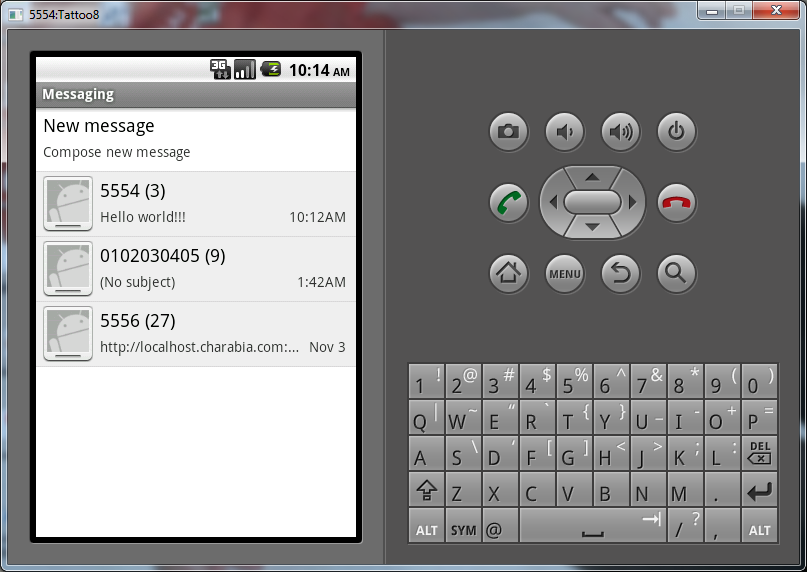 5554:Tattoo8
3G 10:14 AM
Messaging
New message
Compose new message
5554 (3)
Hello world!!!
10:12AM
0102030405 (9)
(No subject)
1:42AM
5556 (27)
http://localhost.charabia.com:...
Nov 3
MENU
1 ! 2 @ 3 # 4 $ 5 % 6 ^ 7 & 8 * 9 ( 0 )
Q | W ~ E “ R ` T { Y } U _ I - O + P =
A S \ D ‘ F [ G ] H < J > K ; L : DEL
Z X C V B N M .
ALT SYM @ / ? , ALT